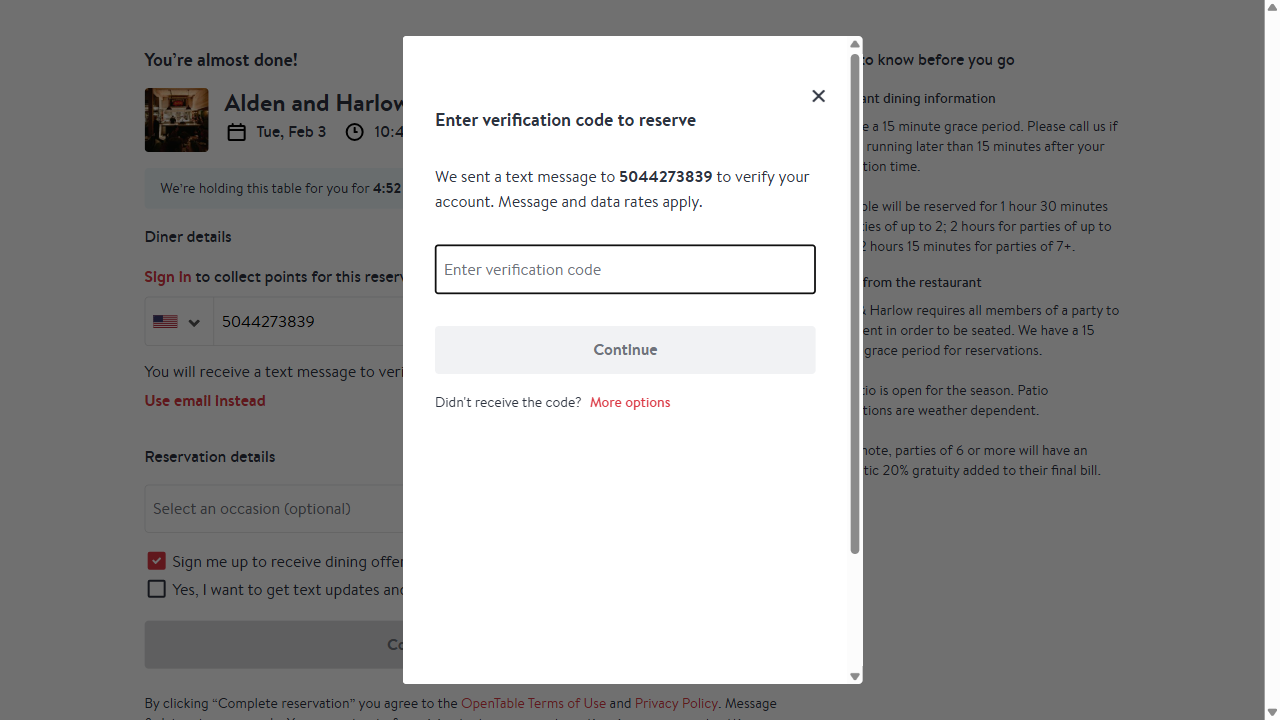 You're almost done!
Alden and Harlow
Tue, Feb 3
10:4
We're holding this table for you for 4:52
Diner details
Sign in to collect points for this reserv
5044273839
You will receive a text message to veri
Use email instead
Reservation details
Select an occasion (optional)
Sign me up to receive dining offer
Yes, I want to get text updates and
Co
By clicking “Complete reservation” you agree to the OpenTable Terms of Use and Privacy Policy. Message
Enter verification code to reserve
We sent a text message to 5044273839 to verify your
account. Message and data rates apply.
Enter verification code
Continue
Didn't receive the code? More options
to know before you go
ant dining information
e a 15 minute grace period. Please call us if
running later than 15 minutes after your
tion time.
ble will be reserved for 1 hour 30 minutes
ties of up to 2; 2 hours for parties of up to
2 hours 15 minutes for parties of 7+.
from the restaurant
& Harlow requires all members of a party to
ent in order to be seated. We have a 15
grace period for reservations.
tio is open for the season. Patio
tions are weather dependent.
note, parties of 6 or more will have an
tic 20% gratuity added to their final bill.